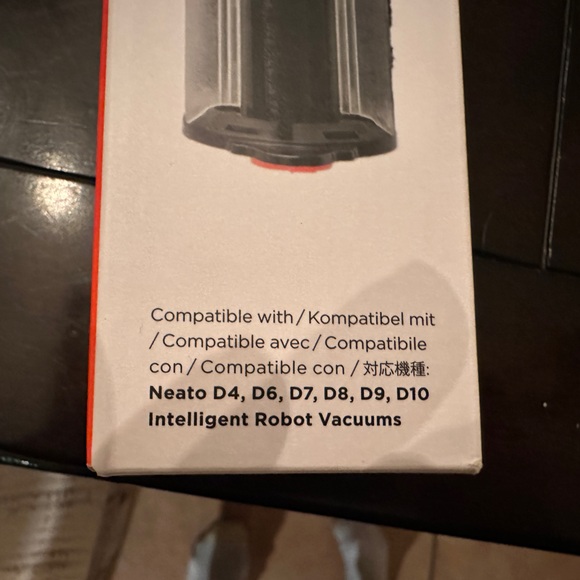 Compatible with / Kompatibel mit
/ Compatible avec / Compatibile
con / Compatible con / 対応機種:
Neato D4, D6, D7, D8, D9, D10
Intelligent Robot Vacuums